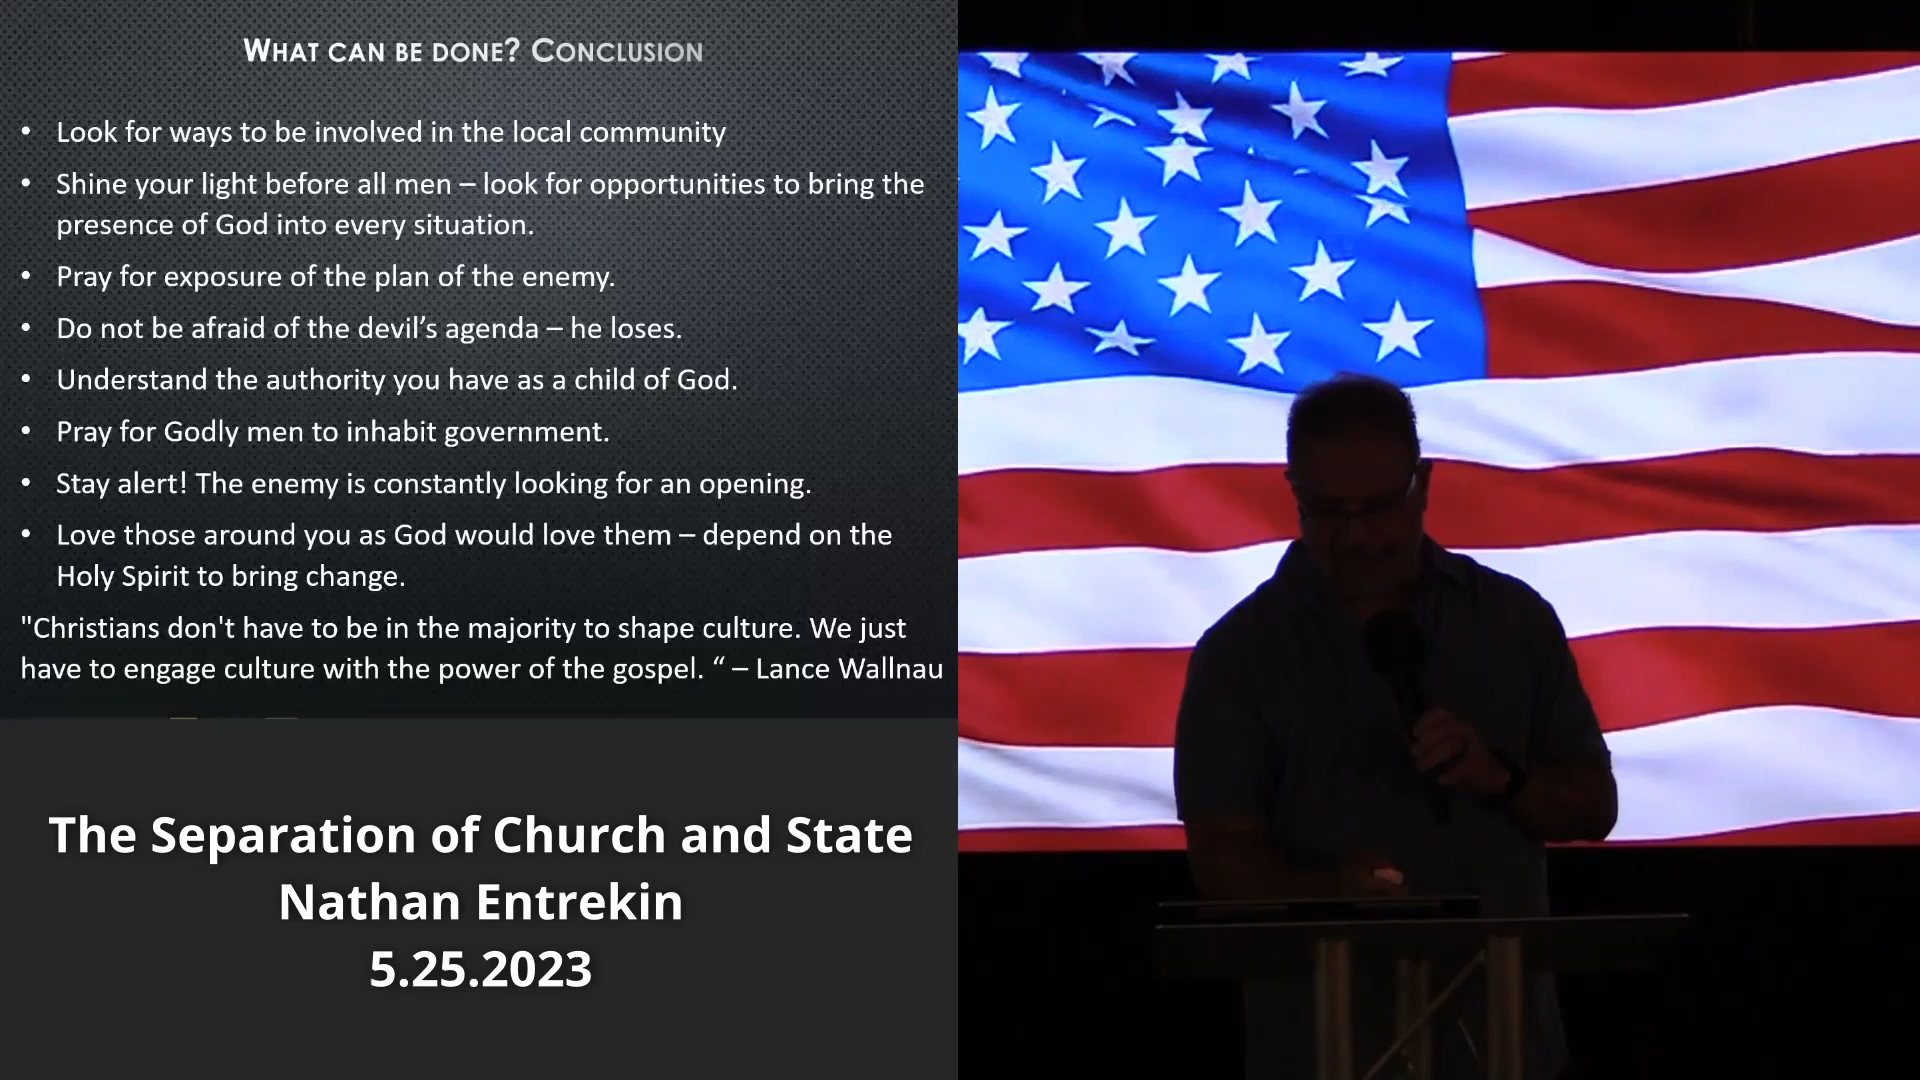 What can be done? Conclusion
• Look for ways to be involved in the local community
• Shine your light before all men – look for opportunities to bring the
presence of God into every situation.
• Pray for exposure of the plan of the enemy.
• Do not be afraid of the devil’s agenda – he loses.
• Understand the authority you have as a child of God.
• Pray for Godly men to inhabit government.
• Stay alert! The enemy is constantly looking for an opening.
• Love those around you as God would love them – depend on the
Holy Spirit to bring change.
"Christians don't have to be in the majority to shape culture. We just
have to engage culture with the power of the gospel. “ – Lance Wallnau
The Separation of Church and State
Nathan Entrekin
5.25.2023